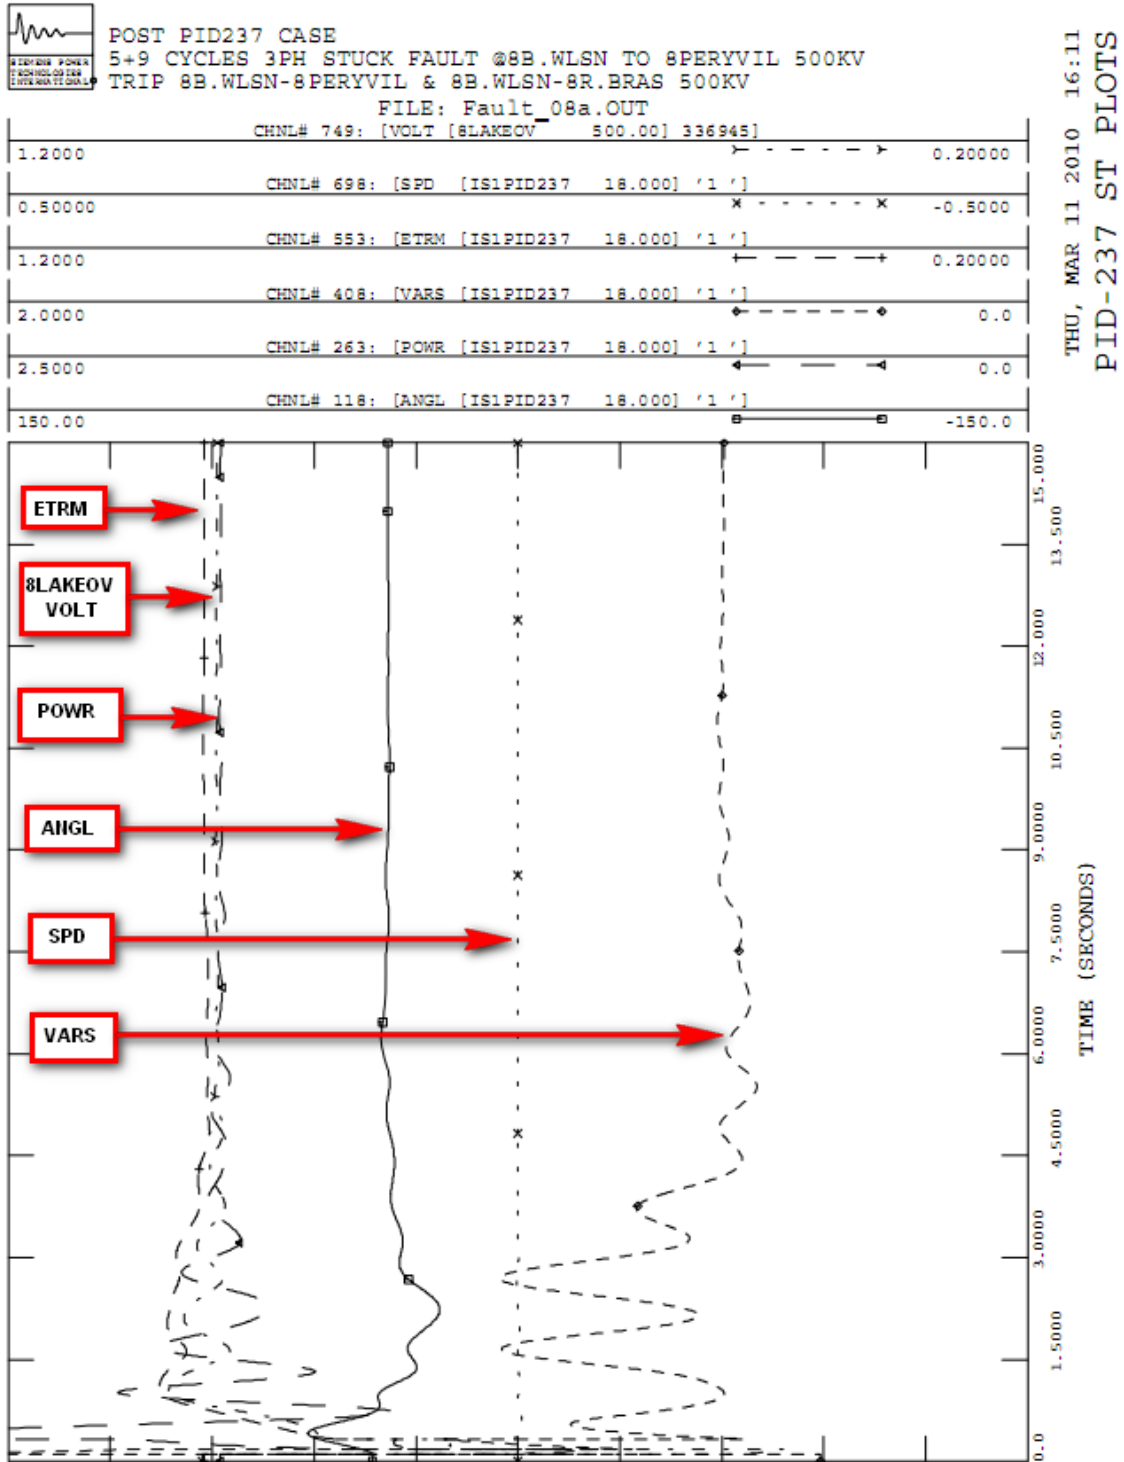 SIEMENS POWER
TECHNOLOGIES
INTERNATIONAL
POST PID237 CASE
5+9 CYCLES 3PH STUCK FAULT @8B.WLSN TO 8PERYVIL 500KV
TRIP 8B.WLSN-8PERYVIL & 8B.WLSN-8R.BRAS 500KV
FILE: Fault_08a.OUT
CHNL# 749: [VOLT [8LAKEOV 500.00] 336945]
1.2000 0.20000
CHNL# 698: [SPD [IS1PID237 18.000] '1 ']
0.50000 -0.5000
CHNL# 553: [ETRM [IS1PID237 18.000] '1 ']
1.2000 0.20000
CHNL# 408: [VARS [IS1PID237 18.000] '1 ']
2.0000 0.0
CHNL# 263: [POWR [IS1PID237 18.000] '1 ']
2.5000 0.0
CHNL# 118: [ANGL [IS1PID237 18.000] '1 ']
150.00 -150.0
THU, MAR 11 2010 16:11
PID-237 ST PLOTS
ETRM
8LAKEOV
VOLT
POWR
ANGL
SPD
VARS
15.000
13.500
12.000
10.500
9.0000
7.5000
6.0000
4.5000
3.0000
1.5000
0.0
TIME (SECONDS)